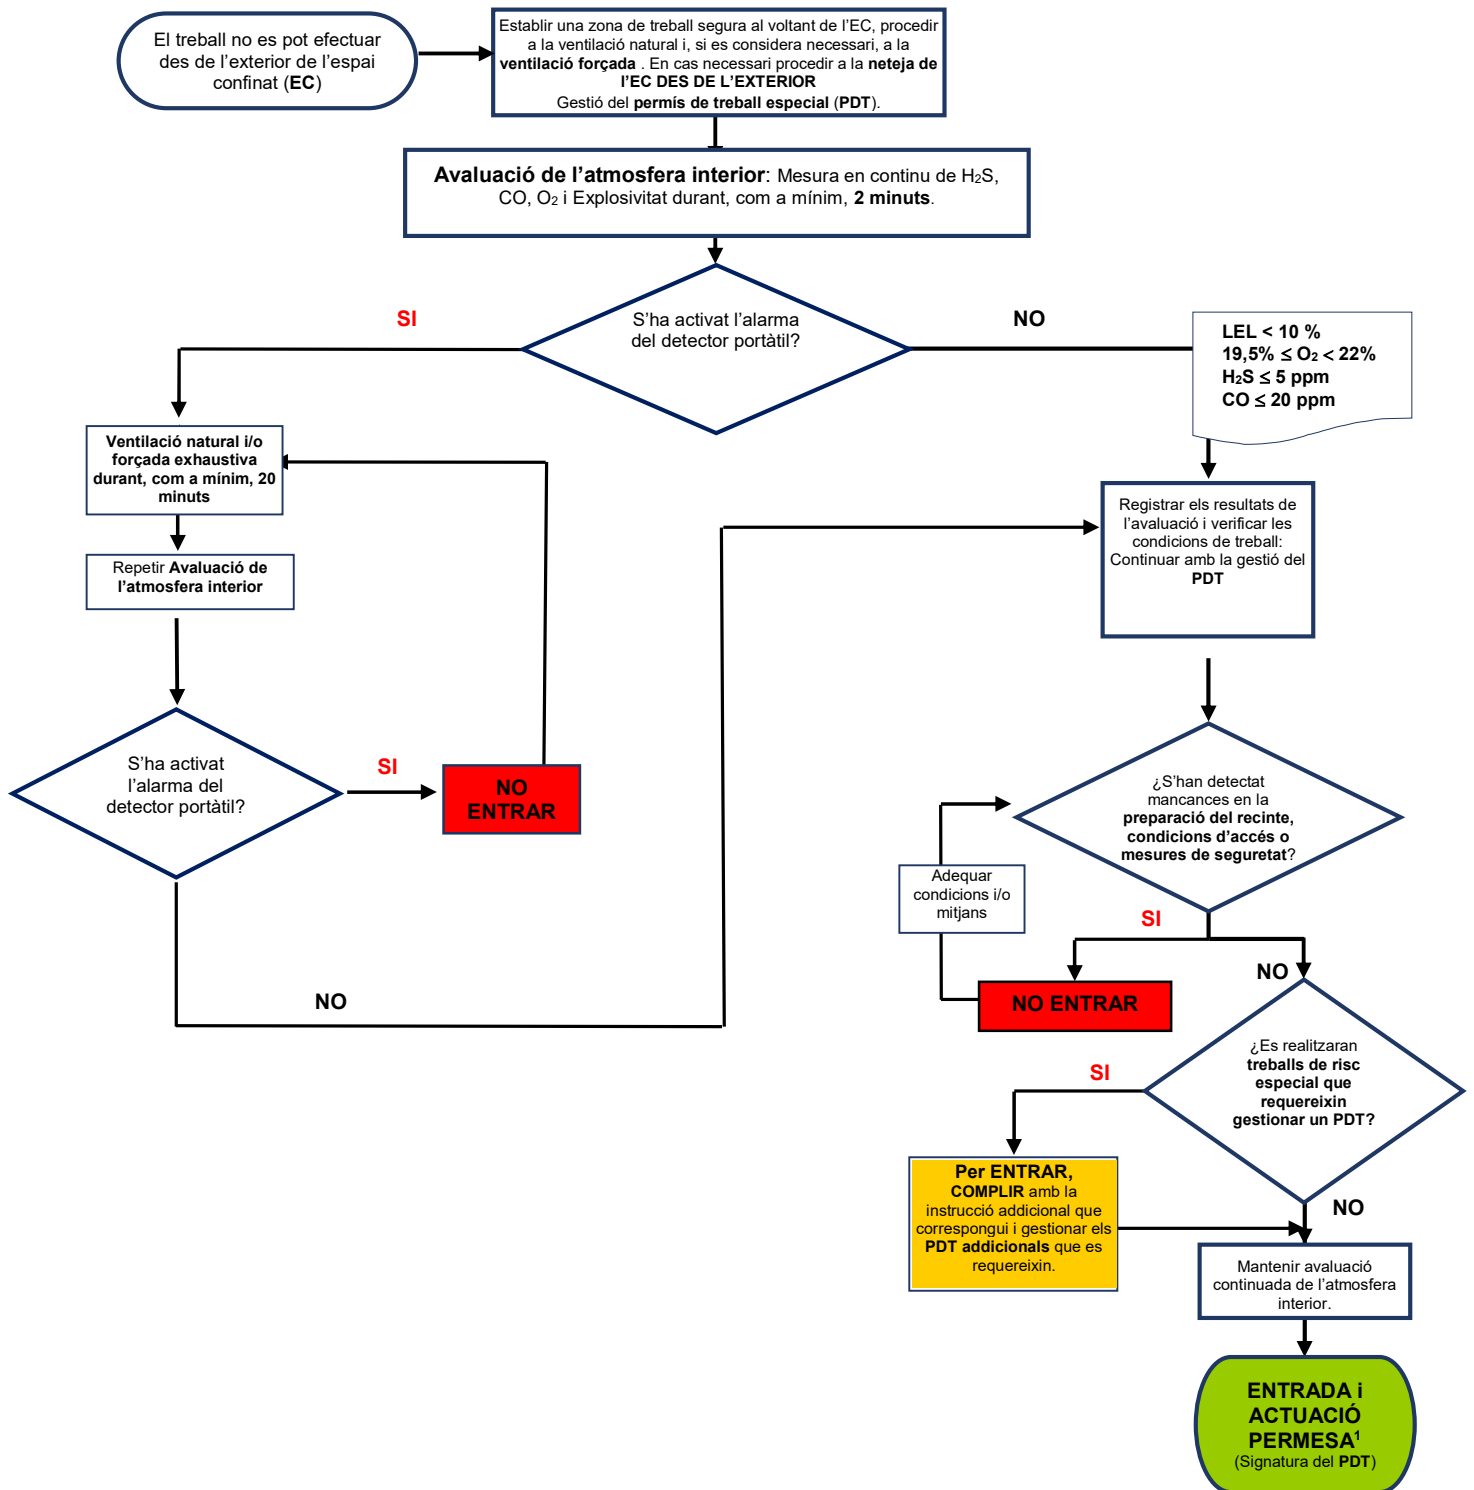 El treball no es pot efectuar
des de l'exterior de l'espai
confinat (EC)
Establir una zona de treball segura al voltant de l'EC, procedir
a la ventilació natural i, si es considera necessari, a la
ventilació forçada . En cas necessari procedir a la neteja de
l'EC DES DE L'EXTERIOR
Gestió del permís de treball especial (PDT).
Avaluació de l'atmosfera interior: Mesura en continu de H₂S,
CO, O₂ i Explosivitat durant, com a mínim, 2 minuts.
S'ha activat l'alarma
del detector portàtil?
SI
NO
LEL < 10 %
19,5% ≤ O₂ < 22%
H₂S ≤ 5 ppm
CO ≤ 20 ppm
Ventilació natural i/o
forçada exhaustiva
durant, com a mínim, 20
minuts
Repetir Avaluació de
l'atmosfera interior
S'ha activat
l'alarma del
detector portàtil?
SI
NO
ENTRAR
NO
Registrar els resultats de
l'avaluació i verificar les
condicions de treball:
Continuar amb la gestió del
PDT
¿S'han detectat
mancances en la
preparació del recinte,
condicions d'accés o
mesures de seguretat?
Adequar
condicions i/o
mitjans
SI
NO ENTRAR
NO
¿Es realitzaran
treballs de risc
especial que
requereixin
gestionar un PDT?
SI
Per ENTRAR,
COMPLIR amb la
instrucció addicional que
correspongui i gestionar els
PDT addicionals que es
requereixin.
NO
Mantenir avaluació
continuada de l'atmosfera
interior.
ENTRADA i
ACTUACIÓ
PERMESA¹
(Signatura del PDT)